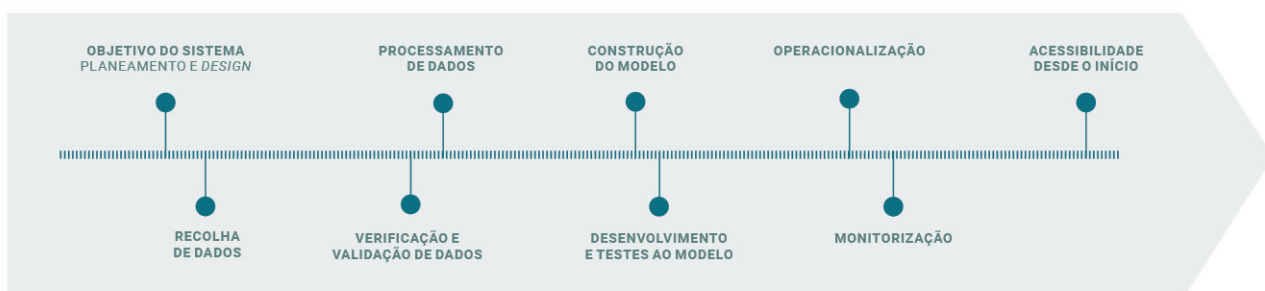 OBJETIVO DO SISTEMA
PLANEAMENTO E DESIGN
RECOLHA
DE DADOS
VERIFICAÇÃO E
VALIDAÇÃO DE DADOS
PROCESSAMENTO
DE DADOS
CONSTRUÇÃO
DO MODELO
DESENVOLVIMENTO
E TESTES AO MODELO
OPERACIONALIZAÇÃO
MONITORIZAÇÃO
ACESSIBILIDADE
DESDE O INÍCIO